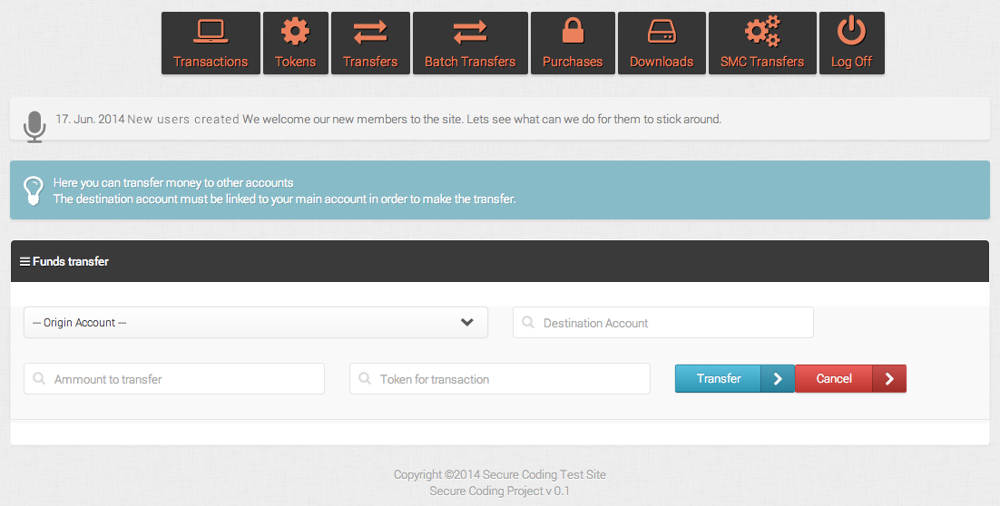 Transactions Tokens Transfers Batch Transfers Purchases Downloads SMC Transfers Log Off
17. Jun. 2014 New users created We welcome our new members to the site. Lets see what can we do for them to stick around.
Here you can transfer money to other accounts
The destination account must be linked to your main account in order to make the transfer.
Funds transfer
--- Origin Account --- Destination Account
Ammount to transfer Token for transaction Transfer Cancel
Copyright ©2014 Secure Coding Test Site
Secure Coding Project v 0.1